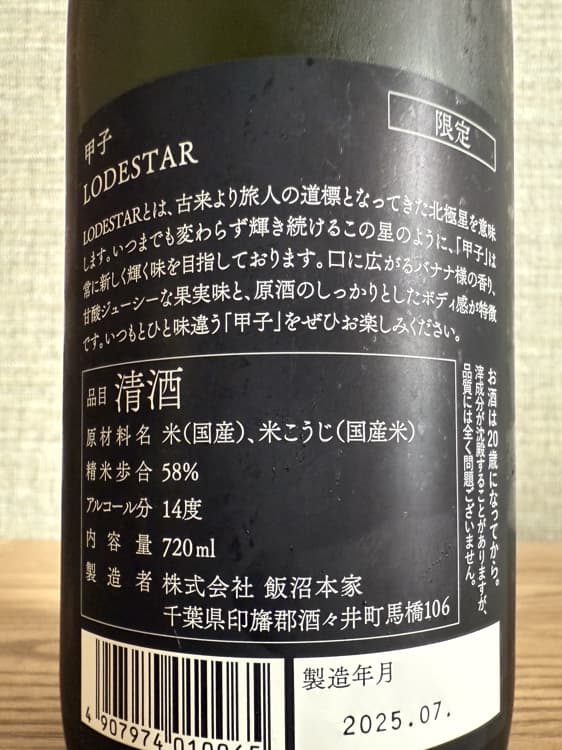 限定
甲子
LODESTAR
LODESTARとは、古来より旅人の道標となってきた北極星を意味
します。いつまでも変わらず輝き続けるこの星のように、「甲子」は
常に新しく輝く味を目指しております。口に広がるバナナ様の香り、
甘酸ジューシーな果実味と、原酒のしっかりとしたボディ感が特徴
です。いつもとひと味違う「甲子」をぜひお楽しみください。
品目 清酒
原材料名 米(国産)、米こうじ(国産米)
精米歩合 58%
アルコール分 14度
内容量 720ml
製造者 株式会社 飯沼本家
千葉県印旛郡酒々井町馬橋106
お酒は20歳になってから。
滓成分が沈殿することがありますが、
品質には全く問題ございません。
製造年月
2025.07.
4 907974 010065